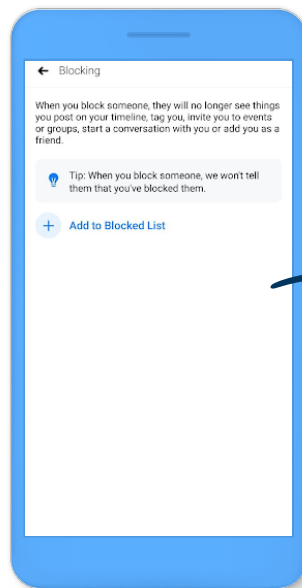 Blocking
When you block someone, they will no longer see things
you post on your timeline, tag you, invite you to events
or groups, start a conversation with you or add you as a
friend.
Tip: When you block someone, we won't tell
them that you've blocked them.
Add to Blocked List